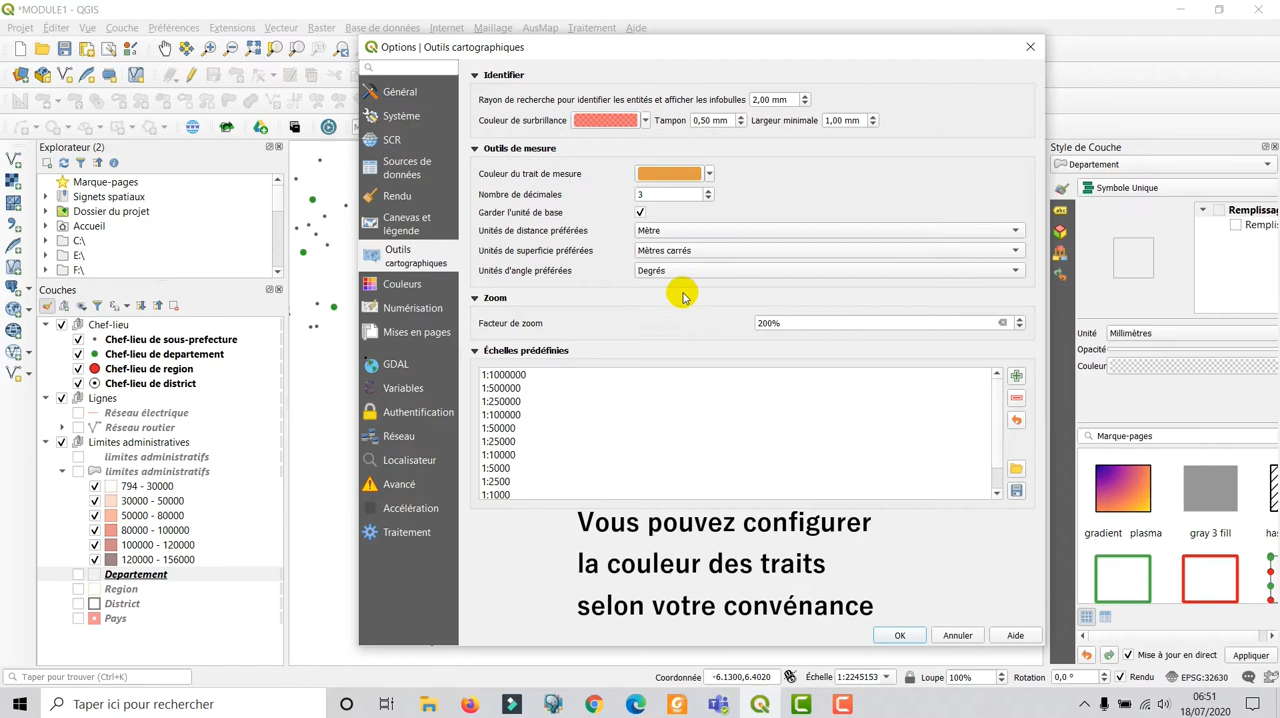 *MODULE1 - QGIS
Projet Éditer Vue Couche Préférences Extensions Vecteur Raster Base de données Internet Maillage AusMap Traitement Aide
Options | Outils cartographiques
Général
Système
SCR
Sources de
données
Rendu
Canevas et
légende
Outils
cartographiques
Couleurs
Numérisation
Mises en pages
GDAL
Variables
Authentification
Réseau
Localisateur
Avancé
Accélération
Traitement
Identifier
Rayon de recherche pour identifier les entités et afficher les infobulles 2,00 mm
Couleur de surbrillance Tampon 0,50 mm Largeur minimale 1,00 mm
Outils de mesure
Couleur du trait de mesure
Nombre de décimales 3
Garder l'unité de base
Unités de distance préférées Mètre
Unités de superficie préférées Mètres carrés
Unités d'angle préférées Degrés
Zoom
Facteur de zoom 200%
Échelles prédéfinies
1:1000000
1:500000
1:250000
1:100000
1:50000
1:25000
1:10000
1:5000
1:2500
1:1000
Vous pouvez configurer
la couleur des traits
selon votre convénance
OK Annuler Aide
Explorateur (2)
Marque-pages
Signets spatiaux
Dossier du projet
Accueil
C:\
E:\
F:\
Couches
Chef-lieu
Chef-lieu de sous-prefecture
Chef-lieu de departement
Chef-lieu de region
Chef-lieu de district
Lignes
Réseau électrique
Réseau routier
Limites administratives
limites administratifs
limites administratifs
794 - 30000
30000 - 50000
50000 - 80000
80000 - 100000
100000 - 120000
120000 - 156000
Departement
Region
District
Pays
Style de Couche
Departement
abc
Symbole Unique
Remplissage
Remplis
Unité Millimètres
Opacité
Couleur
Marque-pages
gradient plasma gray 3 fill has
Mise à jour en direct Appliquer
Taper pour trouver (Ctrl+K) Coordonnée -6.1300,6.4020 Échelle 1:2245153 Loupe 100% Rotation 0,0 ° Rendu EPSG:32630
Taper ici pour rechercher
06:51
18/07/2020